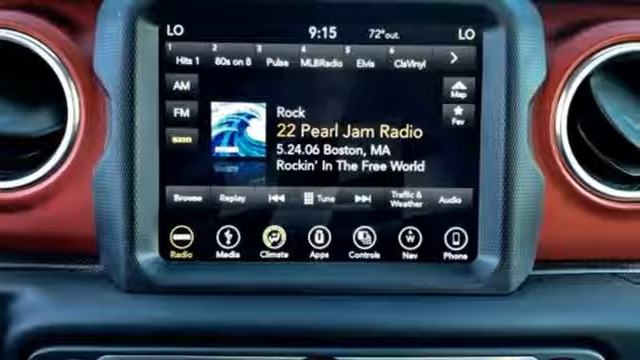 LO 9:15 72° out. LO
1 2 3 4 5 6
Hits 1 80s on 8 Pulse MLBRadio Elvis ClsVinyl
AM
Map
FM
Fav
SXM
Rock
22 Pearl Jam Radio
5.24.06 Boston, MA
Rockin' In The Free World
Browse Replay Tune Traffic & Weather Audio
Radio Media Climate Apps Controls Nav Phone
W